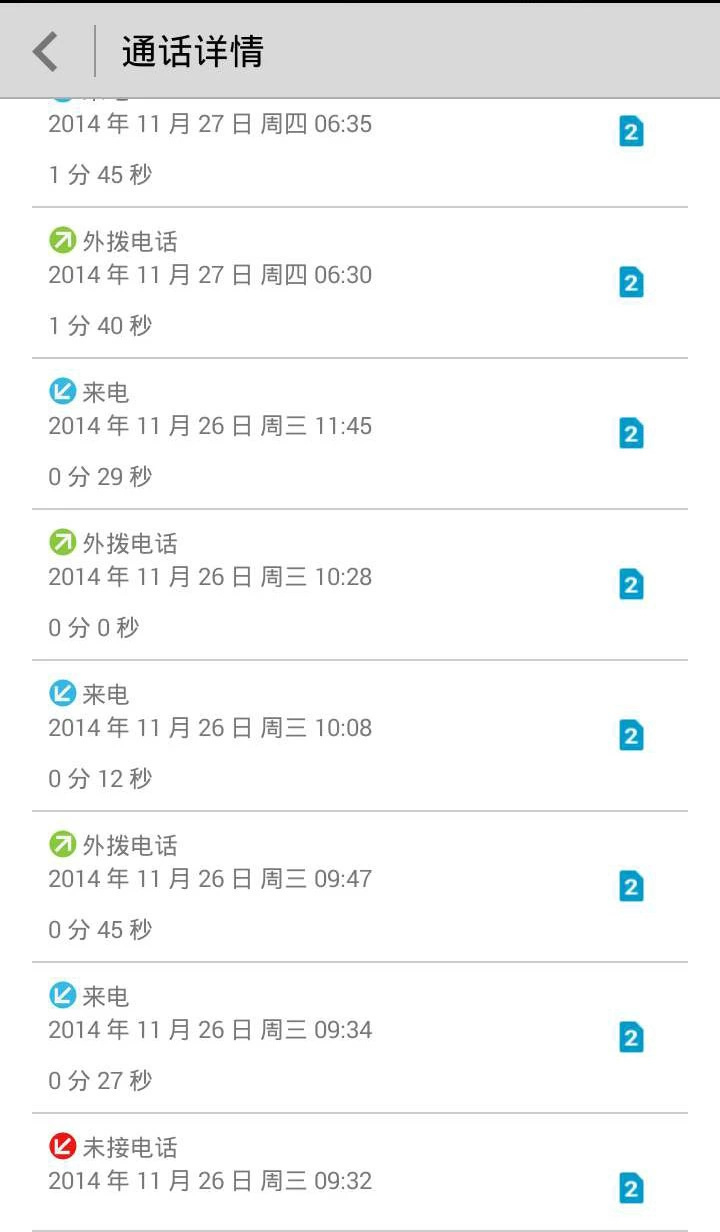 通话详情
2014 年 11 月 27 日 周四 06:35
2
1 分 45 秒
外拨电话
2014 年 11 月 27 日 周四 06:30
2
1 分 40 秒
来电
2014 年 11 月 26 日 周三 11:45
2
0 分 29 秒
外拨电话
2014 年 11 月 26 日 周三 10:28
2
0 分 0 秒
来电
2014 年 11 月 26 日 周三 10:08
2
0 分 12 秒
外拨电话
2014 年 11 月 26 日 周三 09:47
2
0 分 45 秒
来电
2014 年 11 月 26 日 周三 09:34
2
0 分 27 秒
未接电话
2014 年 11 月 26 日 周三 09:32
2